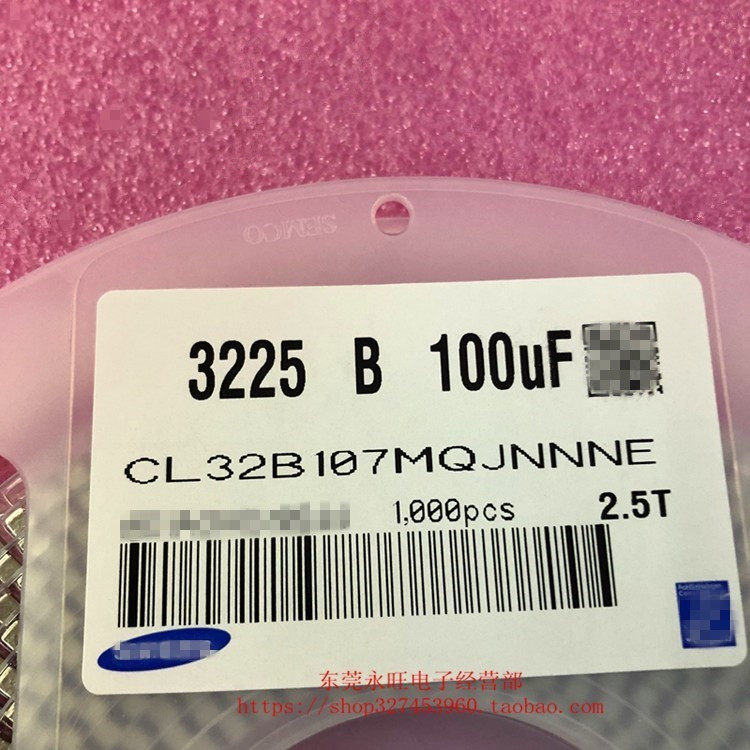 SEMCO
3225 B 100uF
CL32B107MQJNNNE
1,000pcs 2.5T
东莞永旺电子经营部
https://shop327453960.taobao.com